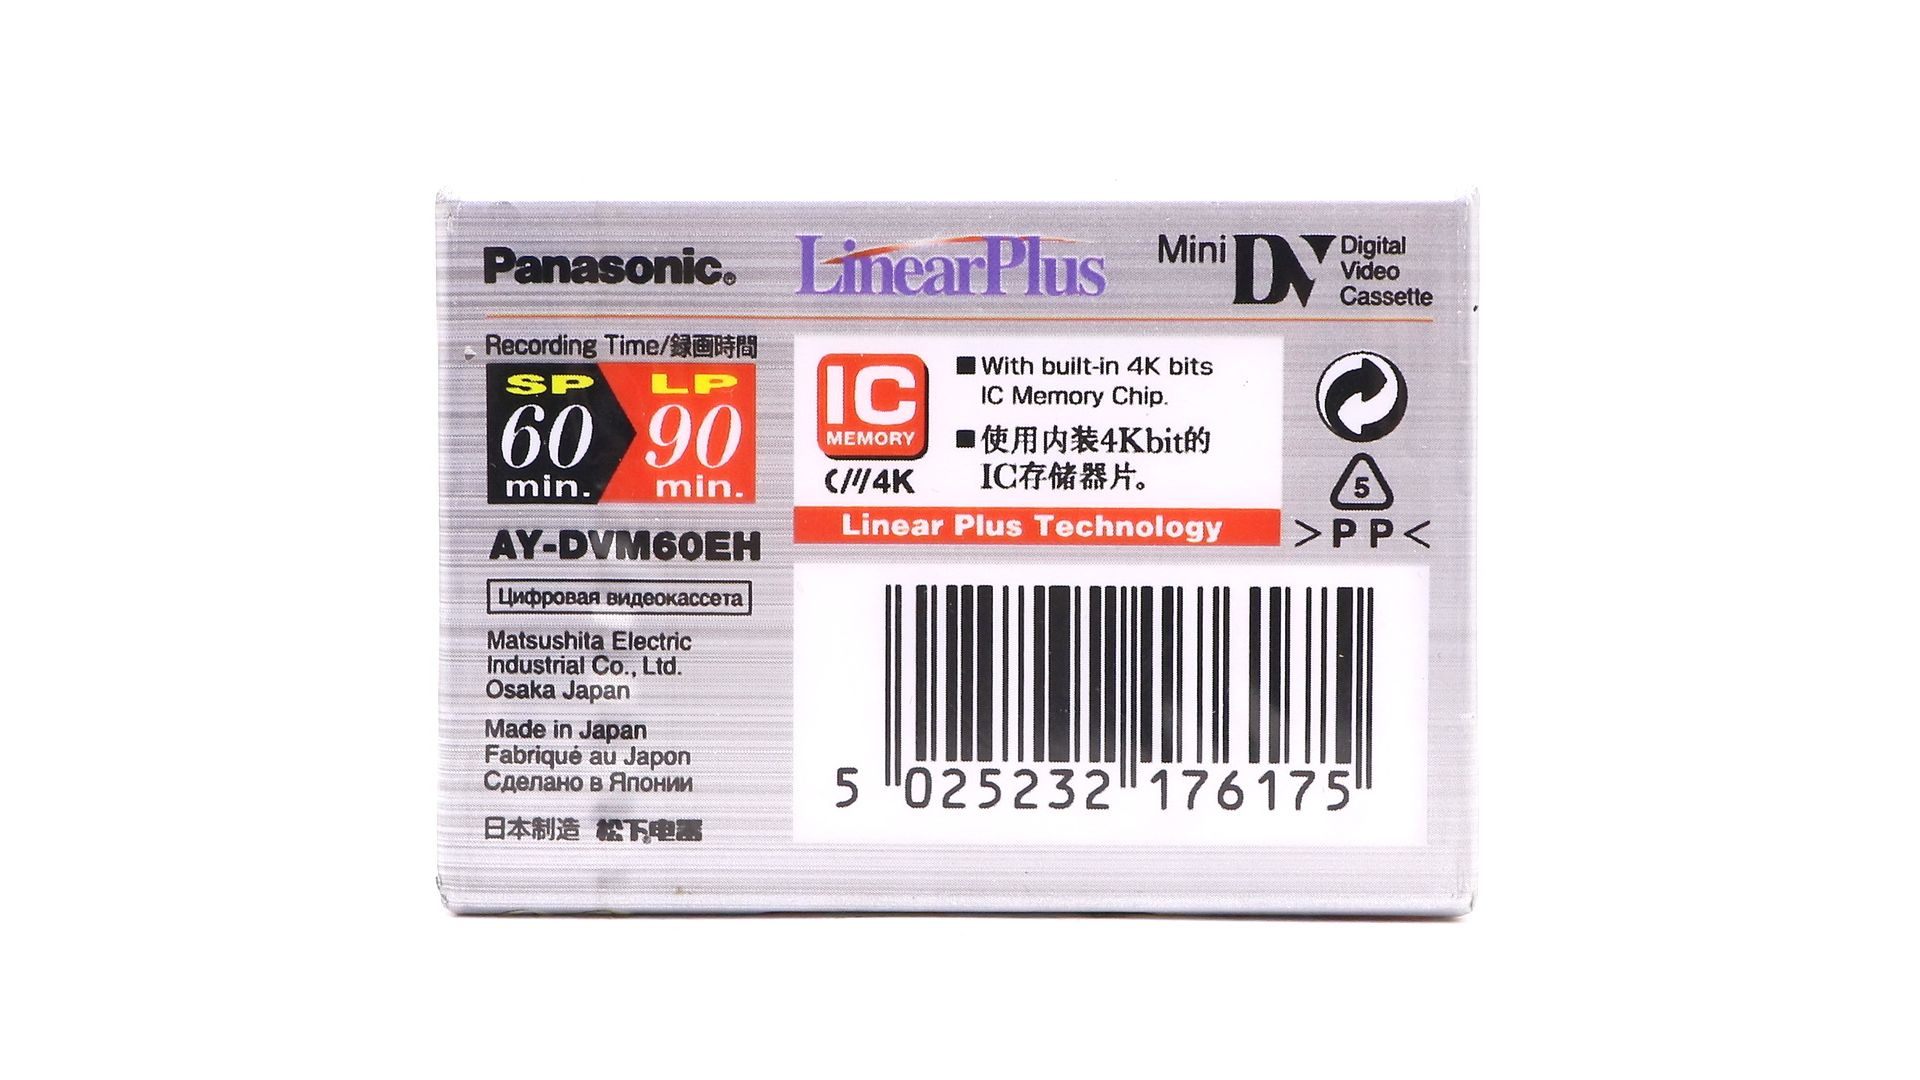 Panasonic®
LinearPlus
Mini DV Digital
Video
Cassette
Recording Time/録画時間
SP LP
60 90
min. min.
AY-DVM60EH
Цифровая видеокассета
Matsushita Electric
Industrial Co., Ltd.
Osaka Japan
Made in Japan
Fabriqué au Japon
Сделано в Японии
日本制造 松下电器
IC
MEMORY
C///4K
■ With built-in 4K bits
IC Memory Chip.
■ 使用内装4Kbit的
IC存储器片。
Linear Plus Technology
5
>PP<
5 025232 176175